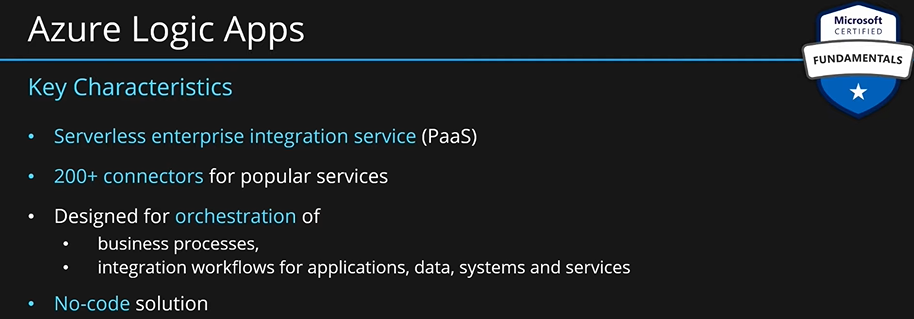 Azure Logic Apps
Microsoft
CERTIFIED
FUNDAMENTALS
Key Characteristics
• Serverless enterprise integration service (PaaS)
• 200+ connectors for popular services
• Designed for orchestration of
• business processes,
• integration workflows for applications, data, systems and services
• No-code solution